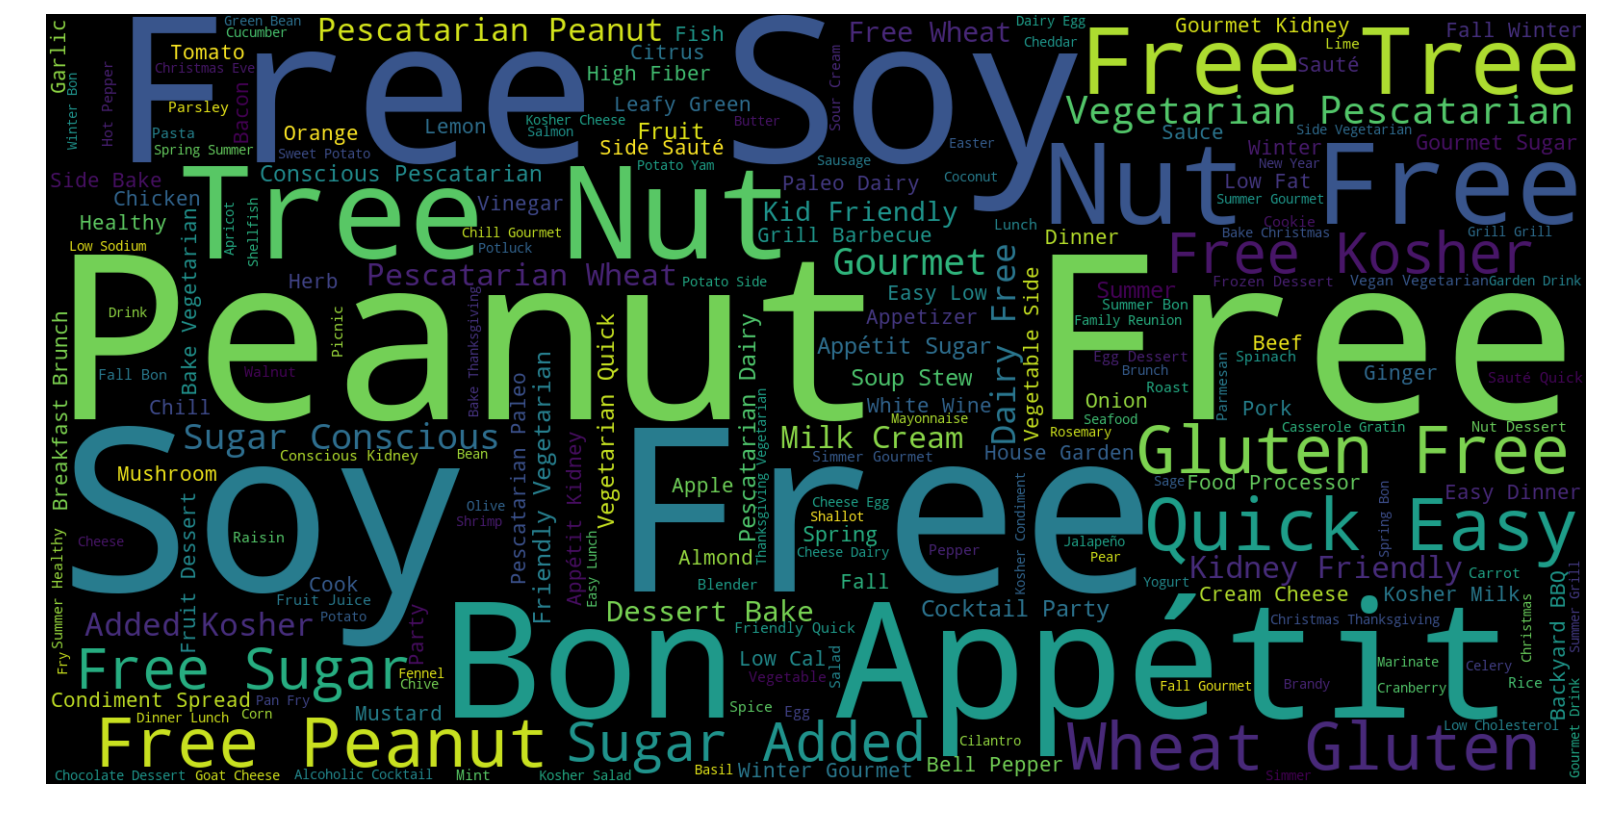 Free Soy
Free Tree
Pescatarian Peanut
Green Bean
Cucumber
Tomato
Christmas Eve
Garlic
Winter Bon
Hot Pepper
Parsley
Bacon
Pasta
Spring Summer
Sweet Potato
Orange
Lemon
Fish
Citrus
High Fiber
Leafy Green
Kosher Cheese
Salmon
Fruit
Side Sauté
Potato Yam
Butter
Free Wheat
Sour Cream
Sausage
Dairy Egg
Cheddar
Easter
Coconut
Gourmet Kidney
Lime
Sauté
Fall Winter
Vegetarian Pescatarian
Sauce
Side Vegetarian
Winter
New Year
Gourmet Sugar
Low Fat
Summer Gourmet
Nut Free
Cookie
Bake Christmas
Grill Grill
Side Bake
Chicken
Healthy
Low Sodium
Bake Vegetarian
Tree Nut
Conscious Pescatarian
Apricot
Shellfish
Vinegar
Chill Gourmet
Potluck
Paleo Dairy
Kid Friendly
Grill Barbecue
Lunch
Dinner
Gourmet
Free Kosher
Herb
Pescatarian Wheat
Potato Side
Easy Low
Dairy Free
Summer
Frozen Dessert
Vegan Vegetarian
Garden Drink
Peanut Free
Drink
Picnic
Fall Bon
Walnut
Chill
Breakfast Brunch
Bake Thanksgiving
Vegetarian Quick
Pescatarian Dairy
Appetizer
Appétit Sugar
Soup Stew
White Wine
Mayonnaise
Vegetable Side
Summer Bon
Family Reunion
Egg Dessert
Brunch
Roast
Onion
Seafood
Rosemary
Parmesan
Beef
Spinach
Pork
Ginger
Sauté Quick
Casserole Gratin
Nut Dessert
Soy Free
Sugar Conscious
Conscious Kidney
Bean
Mushroom
Olive
Shrimp
Cheese
Raisin
Pescatarian Paleo
Friendly Vegetarian
Appétit Kidney
Easy Lunch
Milk Cream
Simmer Gourmet
House Garden
Gluten Free
Sage
Food Processor
Easy Dinner
Apple
Thanksgiving Vegetarian
Cheese Egg
Shallot
Spring
Cheese Dairy
Almond
Blender
Fall
Pepper
Kosher Condiment
Jalapeño
Pear
Yogurt
Quick Easy
Spring Bon
Kidney Friendly
Carrot
Summer Healthy
Fry
Fruit Dessert
Cook
Fruit Juice
Potato
Party
Added Kosher
Dessert Bake
Cocktail Party
Cream Cheese
Kosher Milk
Backyard BBQ
Summer Grill
Christmas
Christmas Thanksgiving
Bon Appétit
Friendly Quick
Low Cal
Vegetable
Salad
Free Sugar
Fennel
Chive
Condiment Spread
Pan Fry
Dinner Lunch
Corn
Mustard
Spice
Egg
Fall Gourmet
Brandy
Marinate
Cranberry
Celery
Rice
Low Cholesterol
Gourmet Drink
Free Peanut
Sugar Added
Cilantro
Wheat Gluten
Chocolate Dessert
Goat Cheese
Alcoholic Cocktail
Mint
Kosher Salad
Basil
Winter Gourmet
Bell Pepper
Simmer